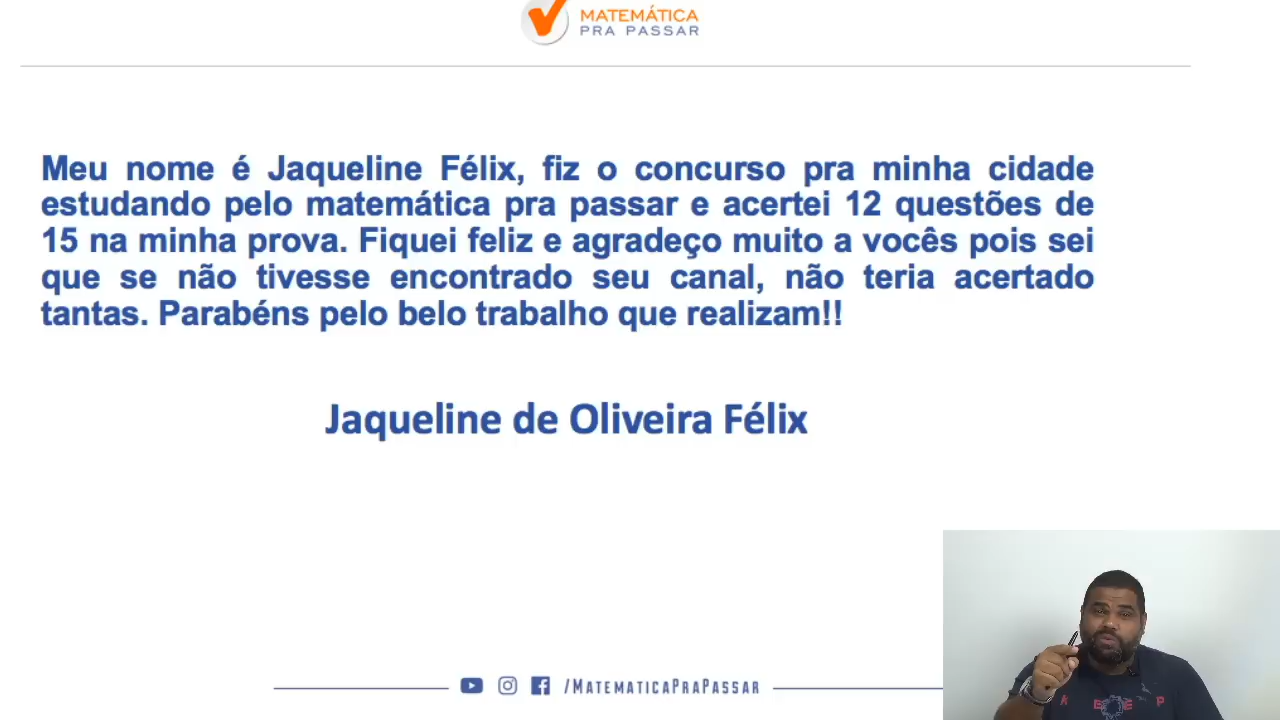 MATEMÁTICA
PRA PASSAR
Meu nome é Jaqueline Félix, fiz o concurso pra minha cidade
estudando pelo matemática pra passar e acertei 12 questões de
15 na minha prova. Fiquei feliz e agradeço muito a vocês pois sei
que se não tivesse encontrado seu canal, não teria acertado
tantas. Parabéns pelo belo trabalho que realizam!!
Jaqueline de Oliveira Félix
/MATEMATICAPRAPASSAR